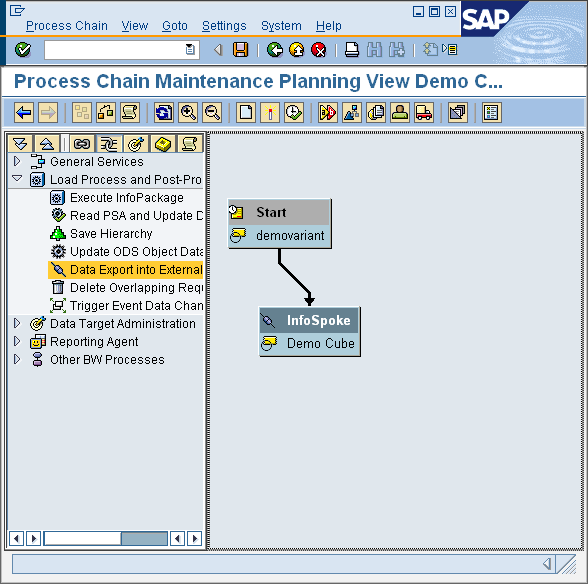 Process Chain View Goto Settings System Help
SAP
Process Chain Maintenance Planning View Demo C...
General Services
Load Process and Post-Pro
Execute InfoPackage
Read PSA and Update D
Save Hierarchy
Update ODS Object Data
Data Export into External
Delete Overlapping Requ
Trigger Event Data Chan
Data Target Administration
Reporting Agent
Other BW Processes
Start
demovariant
InfoSpoke
Demo Cube